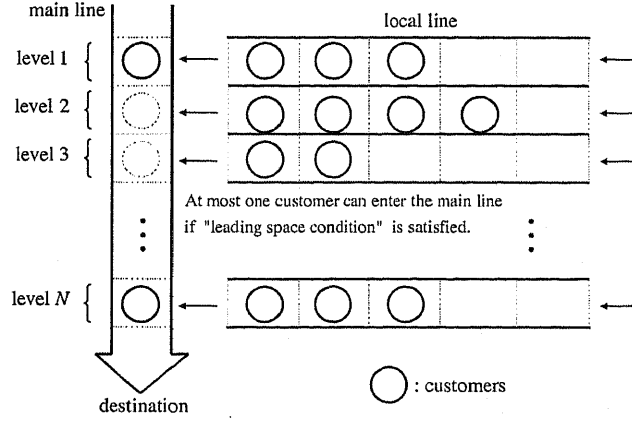 main line
local line
level 1
level 2
level 3
At most one customer can enter the main line
if "leading space condition" is satisfied.
level N
: customers
destination